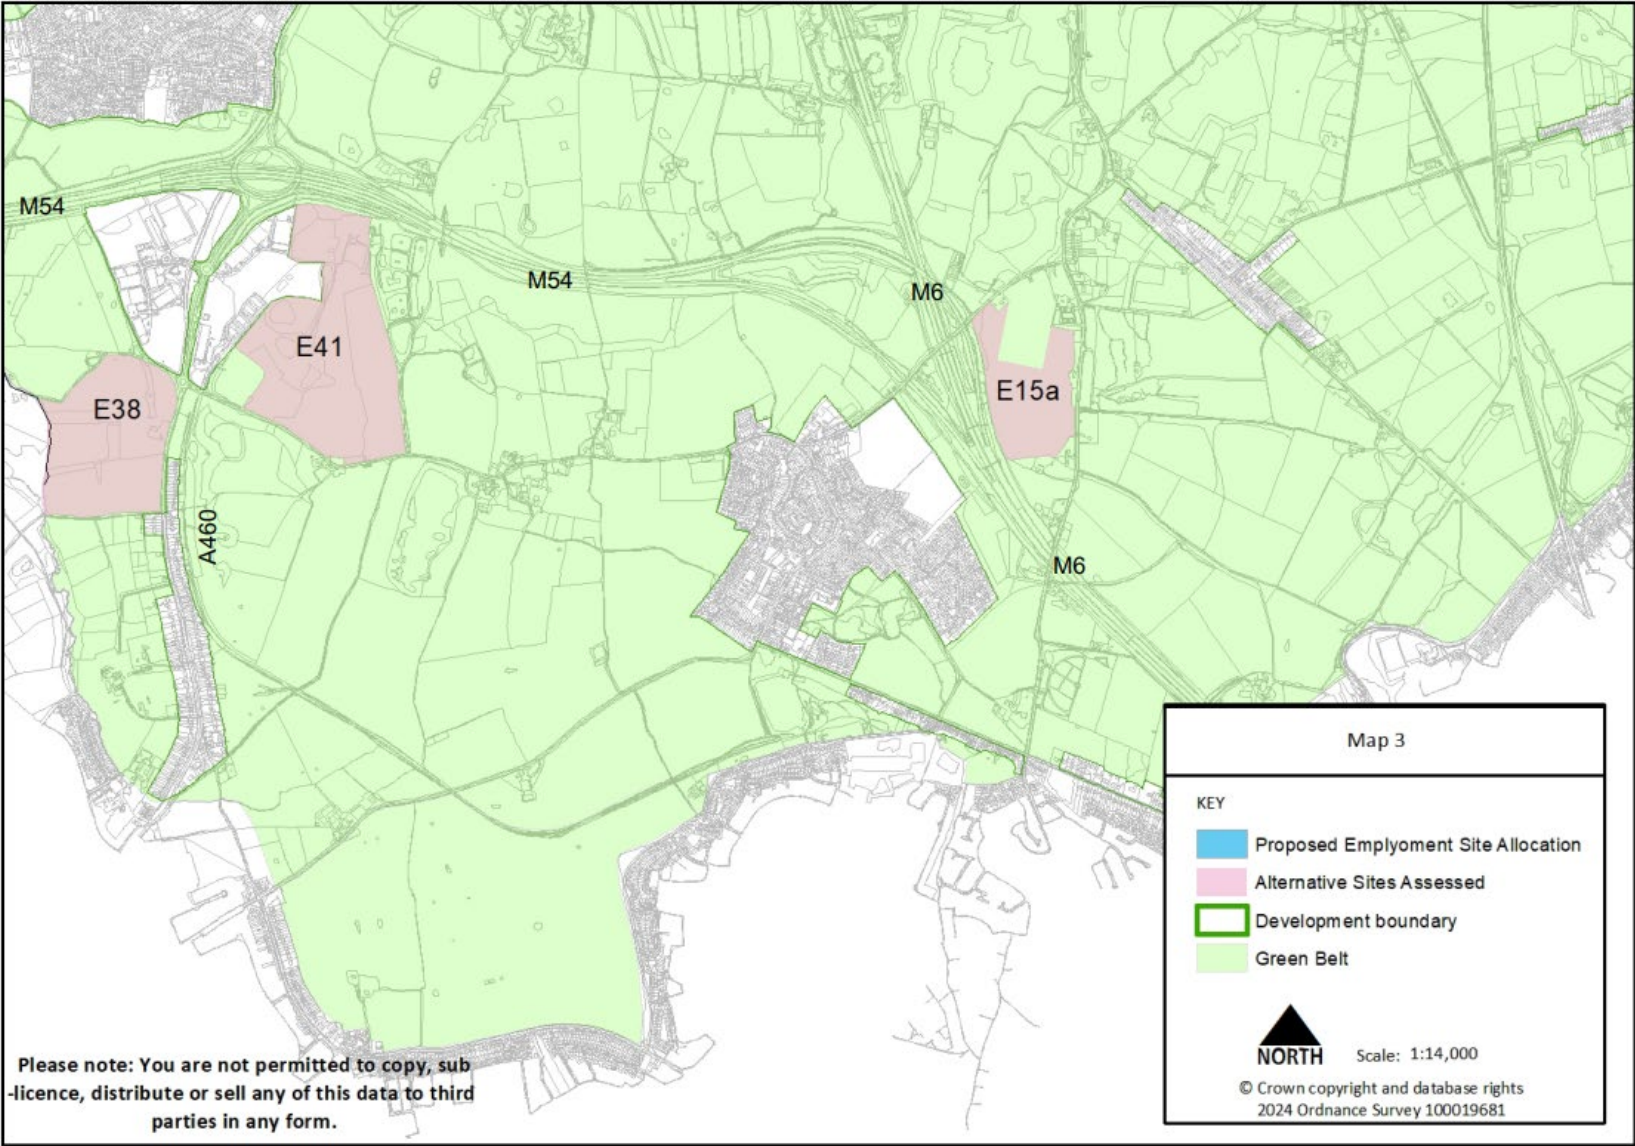 M54
M54
M6
E41
E15a
E38
A460
M6
Map 3
KEY
Proposed Emplyoment Site Allocation
Alternative Sites Assessed
Development boundary
Green Belt
NORTH
Scale: 1:14,000
© Crown copyright and database rights
2024 Ordnance Survey 100019681
Please note: You are not permitted to copy, sub
-licence, distribute or sell any of this data to third
parties in any form.